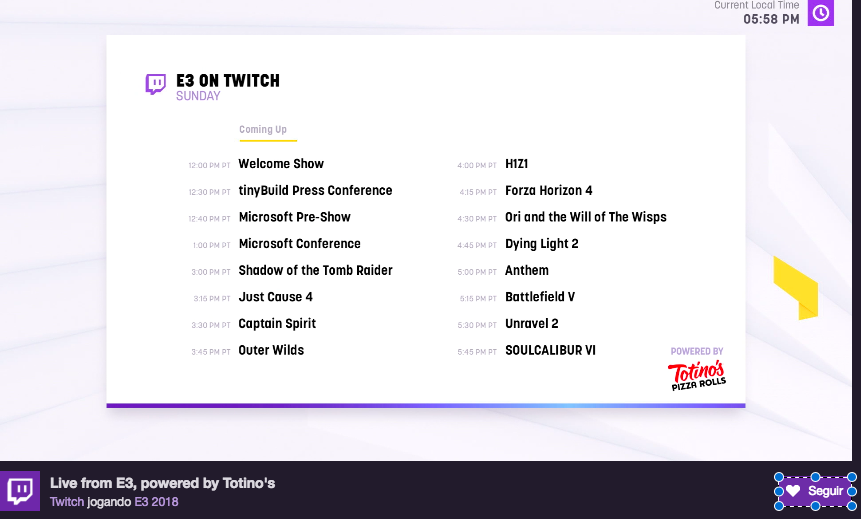 Current Local Time
05:58 PM
E3 ON TWITCH
SUNDAY
Coming Up
12:00 PM PT Welcome Show
12:30 PM PT tinyBuild Press Conference
12:40 PM PT Microsoft Pre-Show
1:00 PM PT Microsoft Conference
3:00 PM PT Shadow of the Tomb Raider
3:15 PM PT Just Cause 4
3:30 PM PT Captain Spirit
3:45 PM PT Outer Wilds
4:00 PM PT H1Z1
4:15 PM PT Forza Horizon 4
4:30 PM PT Ori and the Will of The Wisps
4:45 PM PT Dying Light 2
5:00 PM PT Anthem
5:15 PM PT Battlefield V
5:30 PM PT Unravel 2
5:45 PM PT SOULCALIBUR VI
POWERED BY
Totino's
PIZZA ROLLS
Live from E3, powered by Totino's
Twitch jogando E3 2018
Seguir